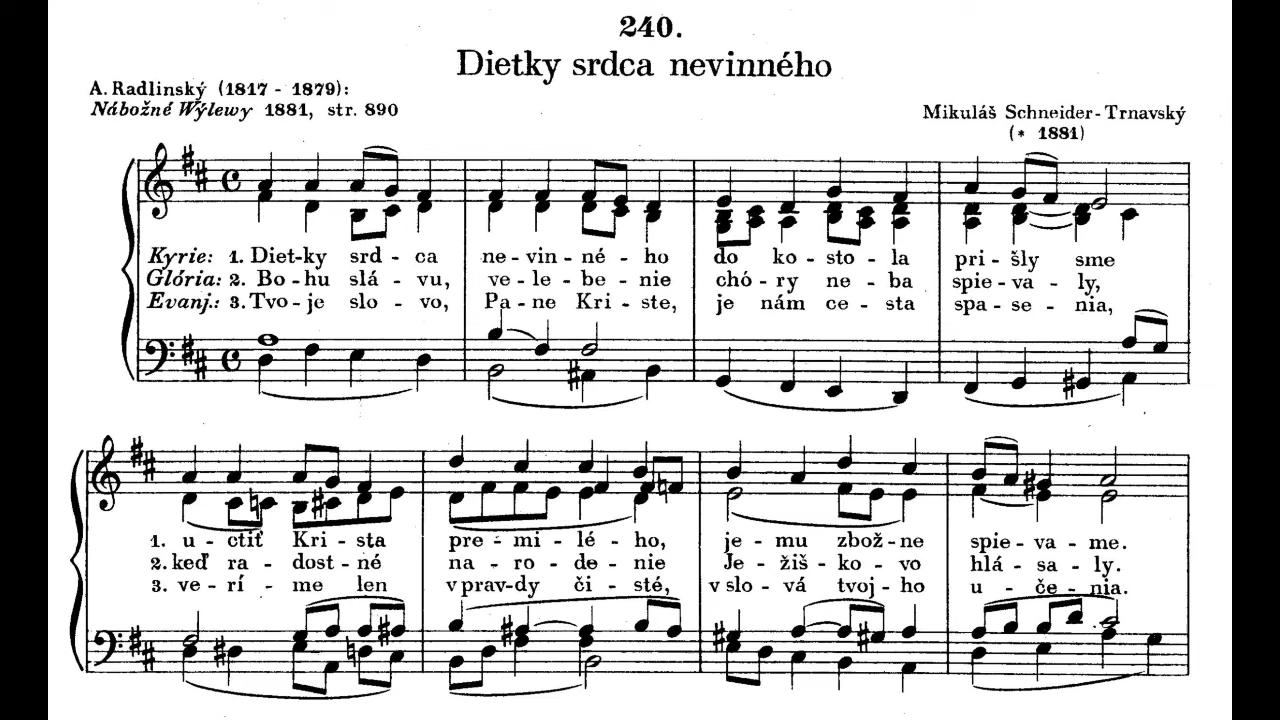 240.
Dietky srdca nevinného
A. Radlinský (1817 - 1879):
Nábožné Wýlewy 1881, str. 890
Mikuláš Schneider-Trnavský
(* 1881)
Kyrie: 1. Diet-ky srd - ca ne-vin-né - ho do ko - sto - la pri - šly sme
Glória: 2. Bo - hu slá - vu, ve - le - be - nie chó - ry ne - ba spie - va - ly,
Evanj.: 3. Tvo - je slo - vo, Pa - ne Kri - ste, je nám ce - sta spa - se - nia,
1. u - ctiť Kri - sta pre - mi - lé - ho, je - mu zbož - ne spie - va - me.
2. keď ra - dost - né na - ro - de - nie Je - žiš - ko - vo hlá - sa - ly.
3. ve - rí - me len v prav-dy či - sté, v slo - vá tvoj - ho u - če - nia.